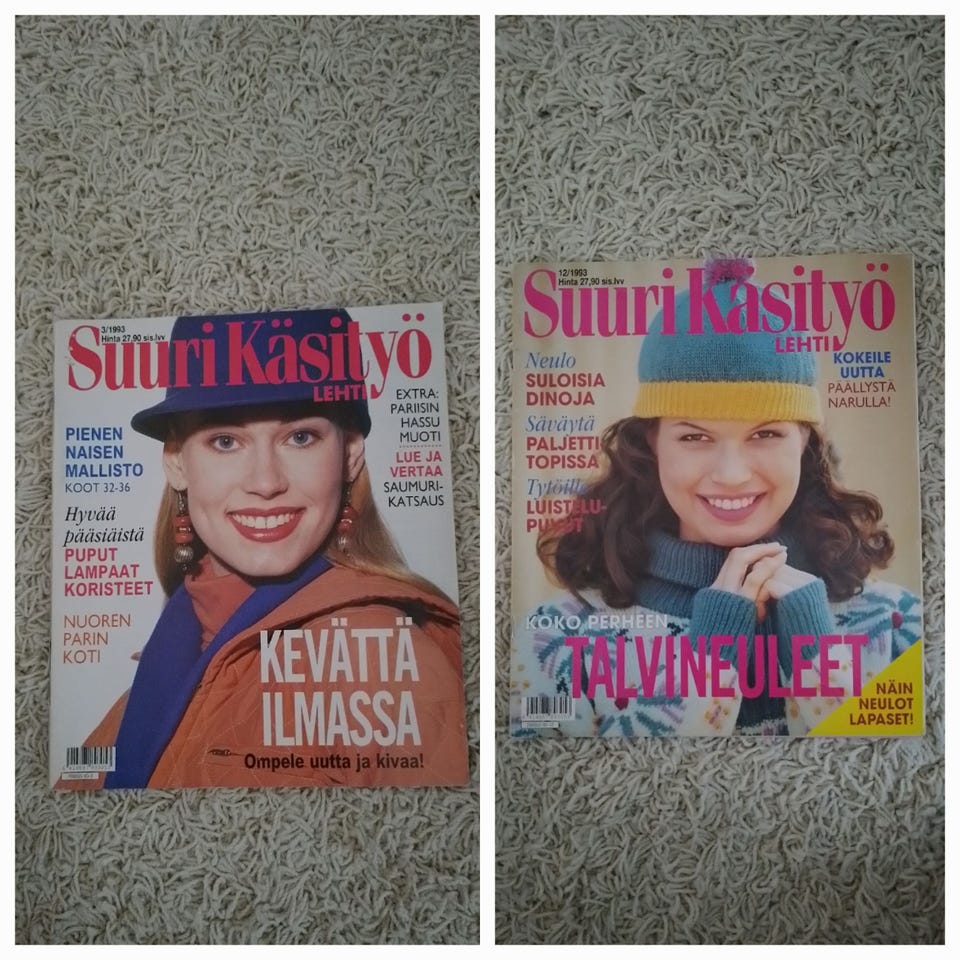 3/1993
Hinta 27,90 sis.lvv
Suuri Käsityö
LEHTI
EXTRA:
PARIISIN
HASSU
MUOTI
LUE JA
VERTAA
SAUMURI-
KATSAUS
PIENEN
NAISEN
MALLISTO
KOOT 32-36
Hyvää
pääsiäistä
PUPUT
LAMPAAT
KORISTEET
NUOREN
PARIN
KOTI
KEVÄTTÄ
ILMASSA
Ompele uutta ja kivaa!
12/1993
Hinta 27,90 sis.lvv
Suuri Käsityö
LEHTI
Neulo
SULOISIA
DINOJA
Säväytä
PALJETTI
TOPISSA
Tytöille
LUISTELU-
PUVUT
KOKEILE
UUTTA
PÄÄLLYSTÄ
NARULLA!
KOKO PERHEEN
TALVINEULEET
NÄIN
NEULOT
LAPASET!